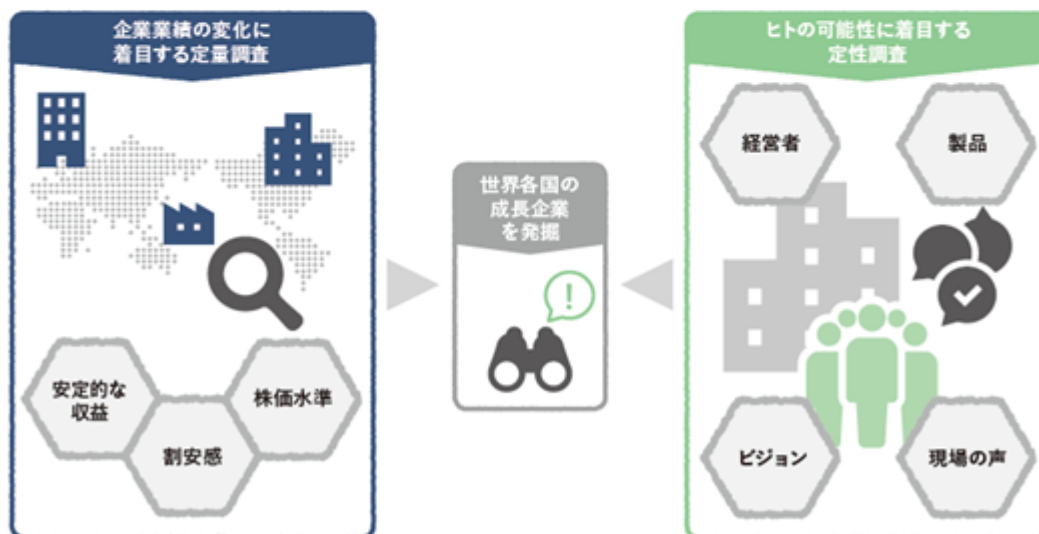 企業業績の変化に
着目する定量調査
安定的な
収益
割安感
株価水準
世界各国の
成長企業
を発掘
!
ヒトの可能性に着目する
定性調査
経営者
製品
ビジョン
現場の声